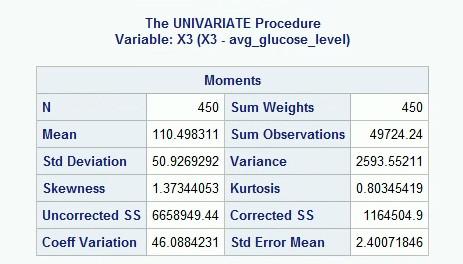 The UNIVARIATE Procedure
Variable: X3 (X3 - avg_glucose_level)
Moments
N 450 Sum Weights 450
Mean 110.498311 Sum Observations 49724.24
Std Deviation 50.9269292 Variance 2593.55211
Skewness 1.37344053 Kurtosis 0.80345419
Uncorrected SS 6658949.44 Corrected SS 1164504.9
Coeff Variation 46.0884231 Std Error Mean 2.40071846